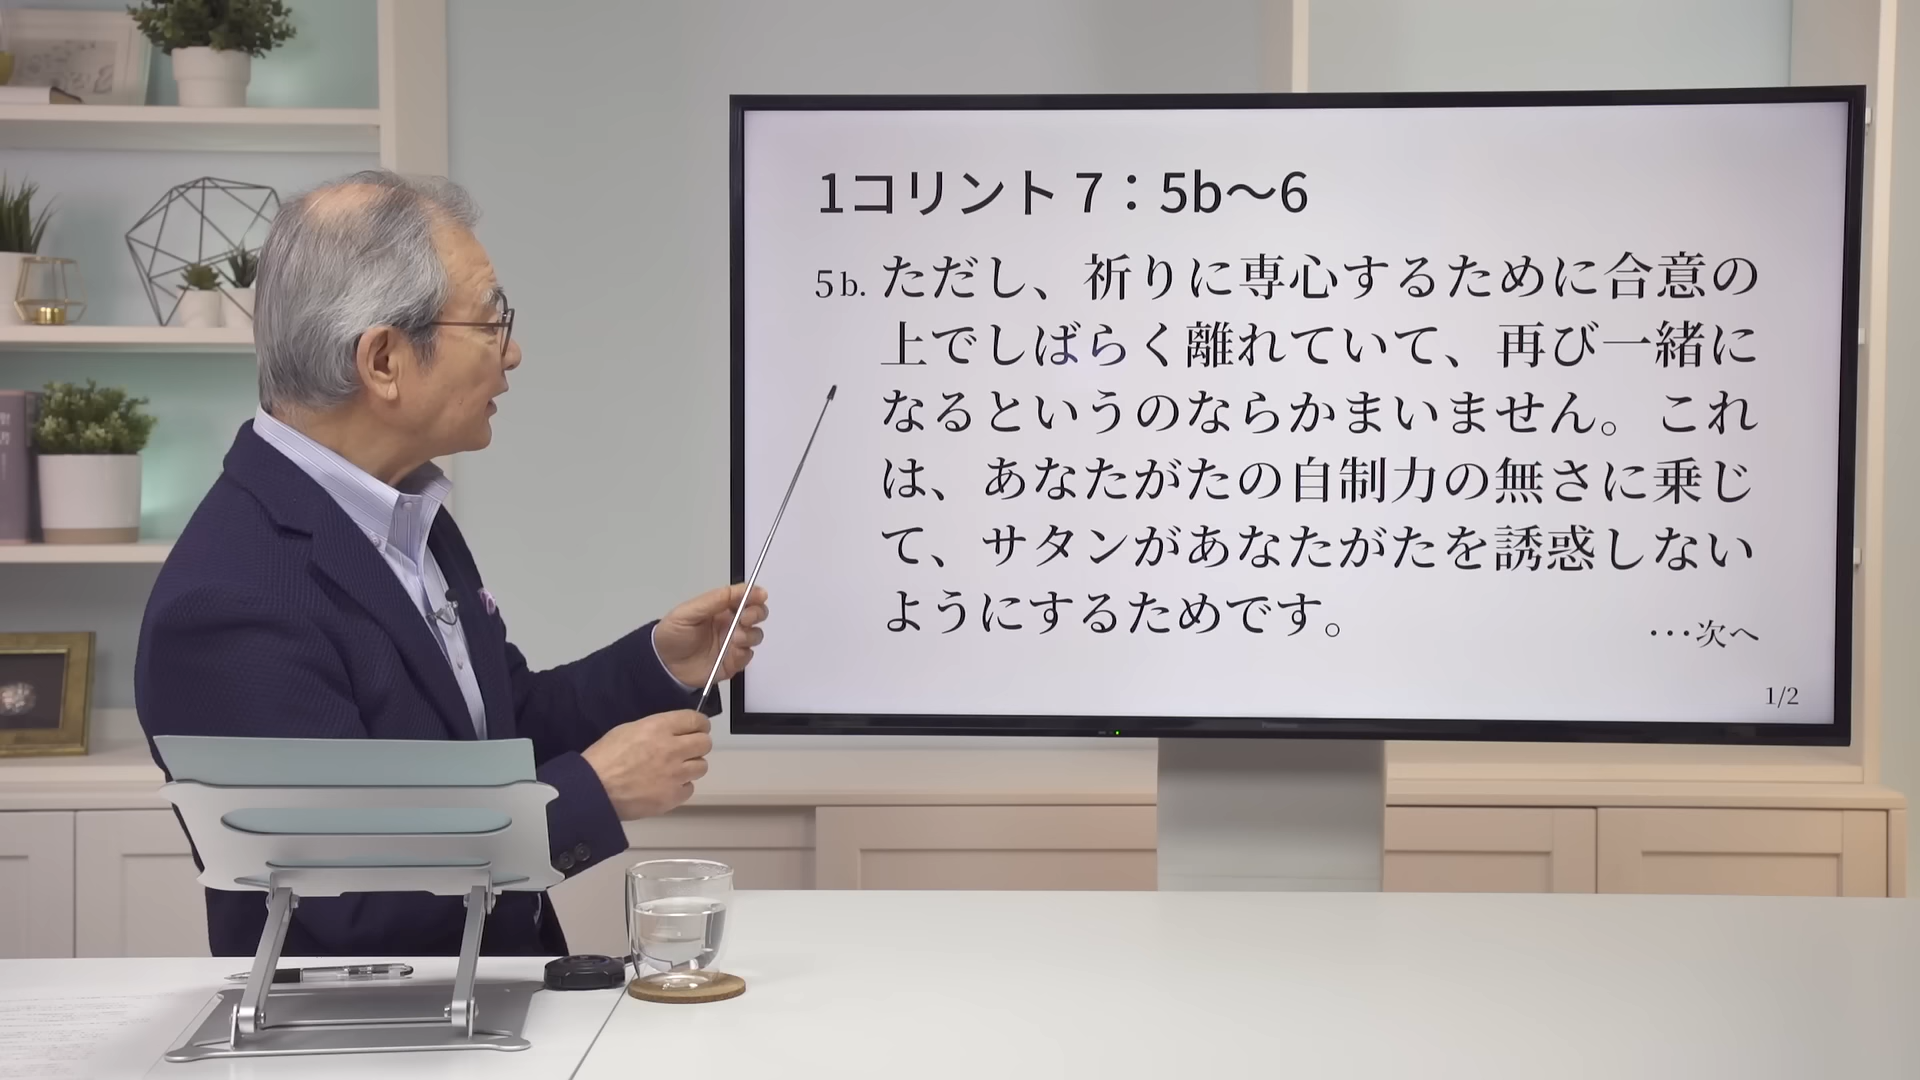 1コリント 7：5b～6
5b. ただし、祈りに専心するために合意の
上でしばらく離れていて、再び一緒に
なるというのならかまいません。これ
は、あなたがたの自制力の無さに乗じ
て、サタンがあなたがたを誘惑しない
ようにするためです。
…次へ
1/2